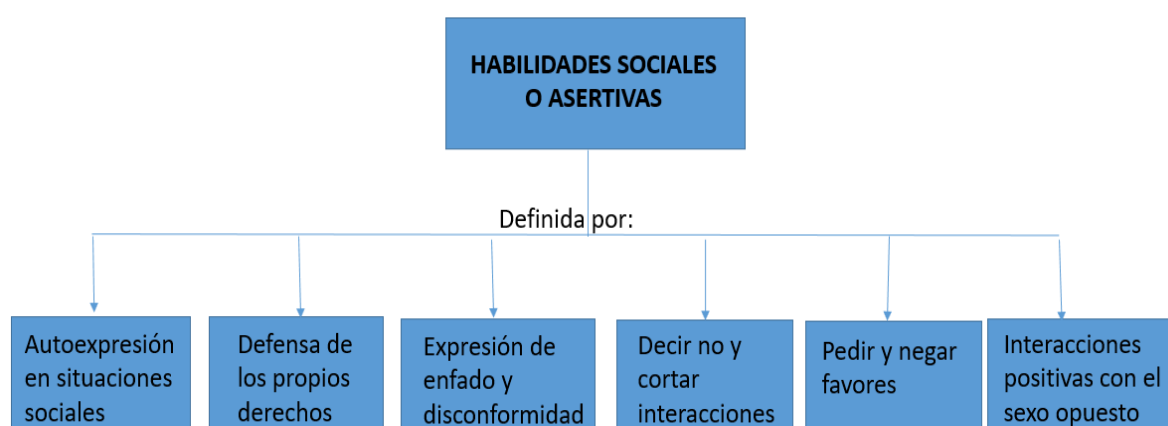 HABILIDADES SOCIALES
O ASERTIVAS
Definida por:
Autoexpresión
en situaciones
sociales
Defensa de
los propios
derechos
Expresión de
enfado y
disconformidad
Decir no y
cortar
interacciones
Pedir y negar
favores
Interacciones
positivas con el
sexo opuesto